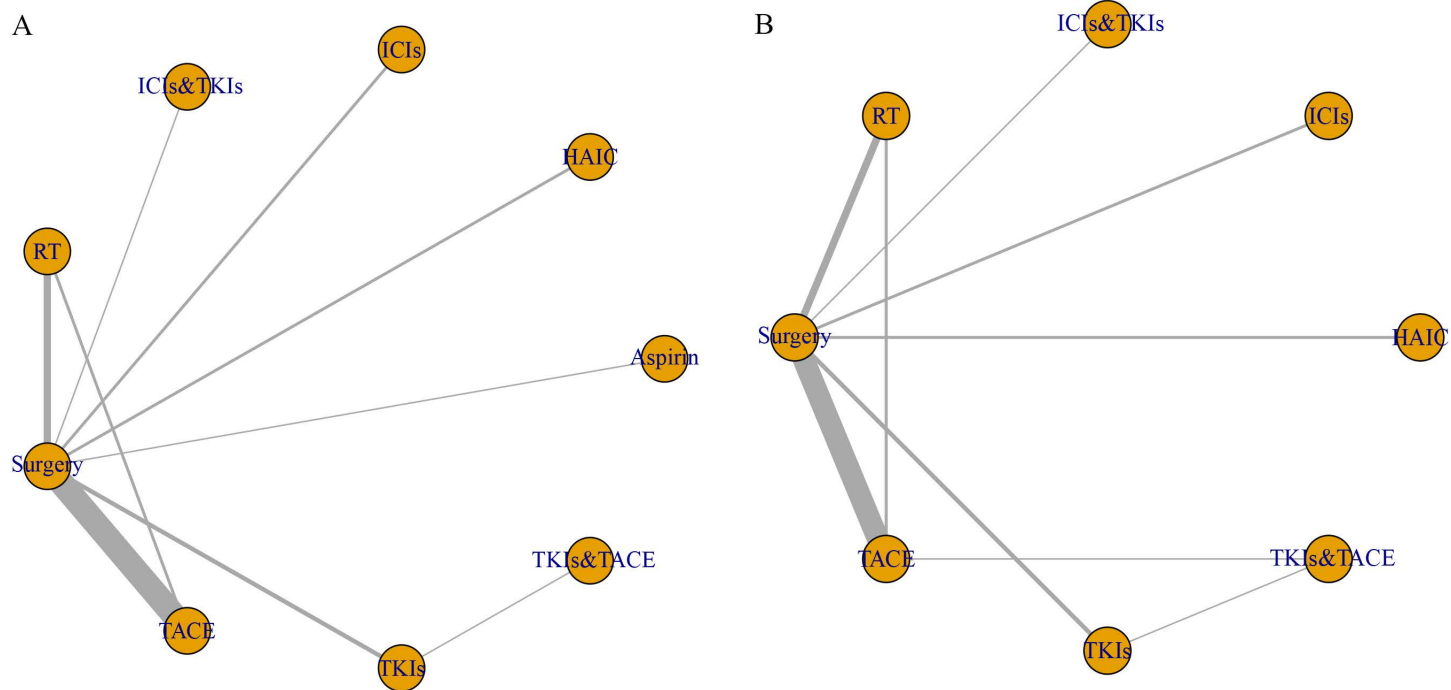 A
ICIs
ICIs&TKIs
HAIC
RT
Aspirin
Surgery
TKIs&TACE
TACE
TKIs
B
ICIs&TKIs
RT
ICIs
Surgery
HAIC
TACE
TKIs&TACE
TKIs